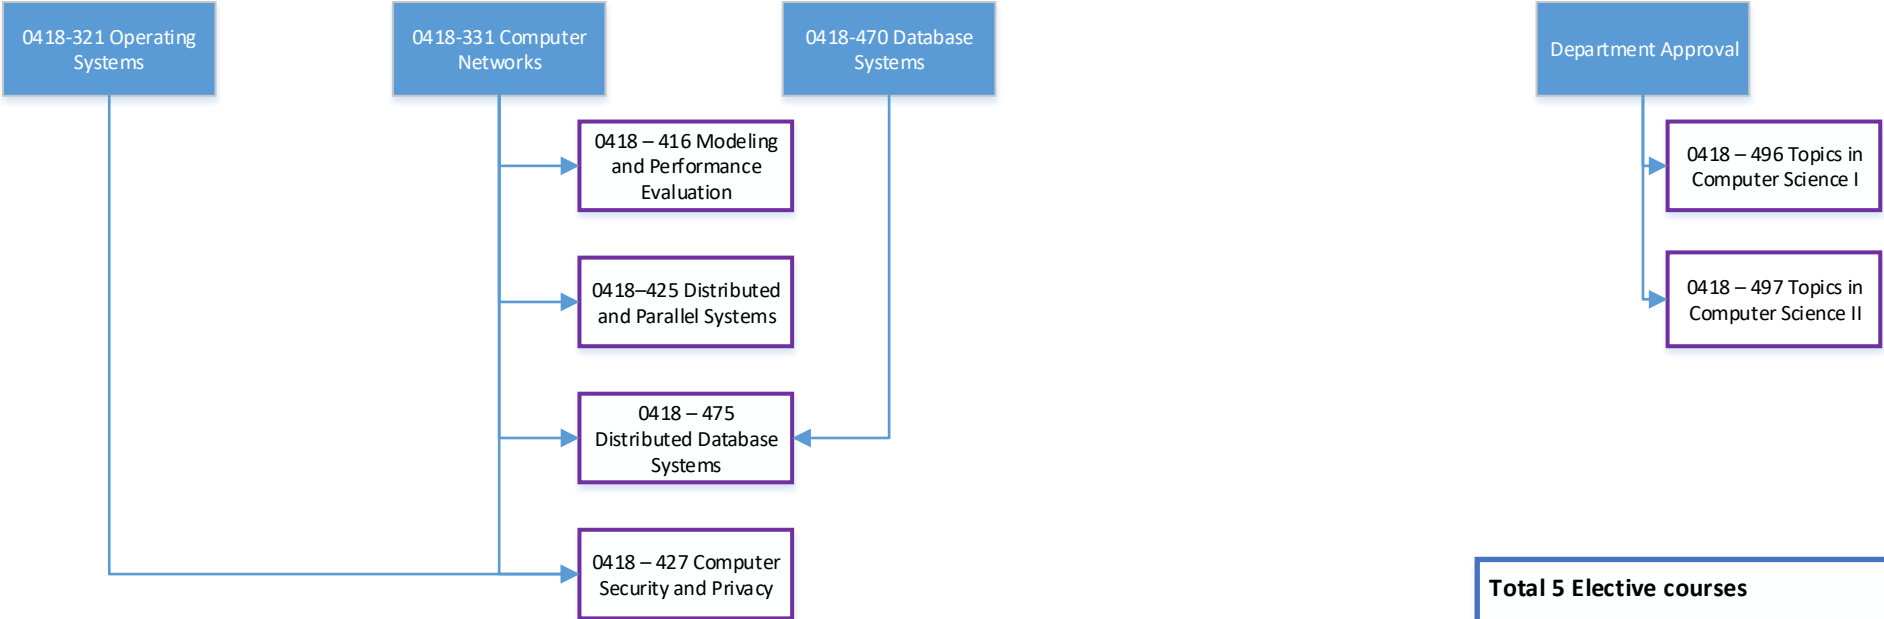 0418-321 Operating
Systems
0418-331 Computer
Networks
0418-470 Database
Systems
Department Approval
0418 – 416 Modeling
and Performance
Evaluation
0418 – 496 Topics in
Computer Science I
0418–425 Distributed
and Parallel Systems
0418 – 497 Topics in
Computer Science II
0418 – 475
Distributed Database
Systems
0418 – 427 Computer
Security and Privacy
Total 5 Elective courses